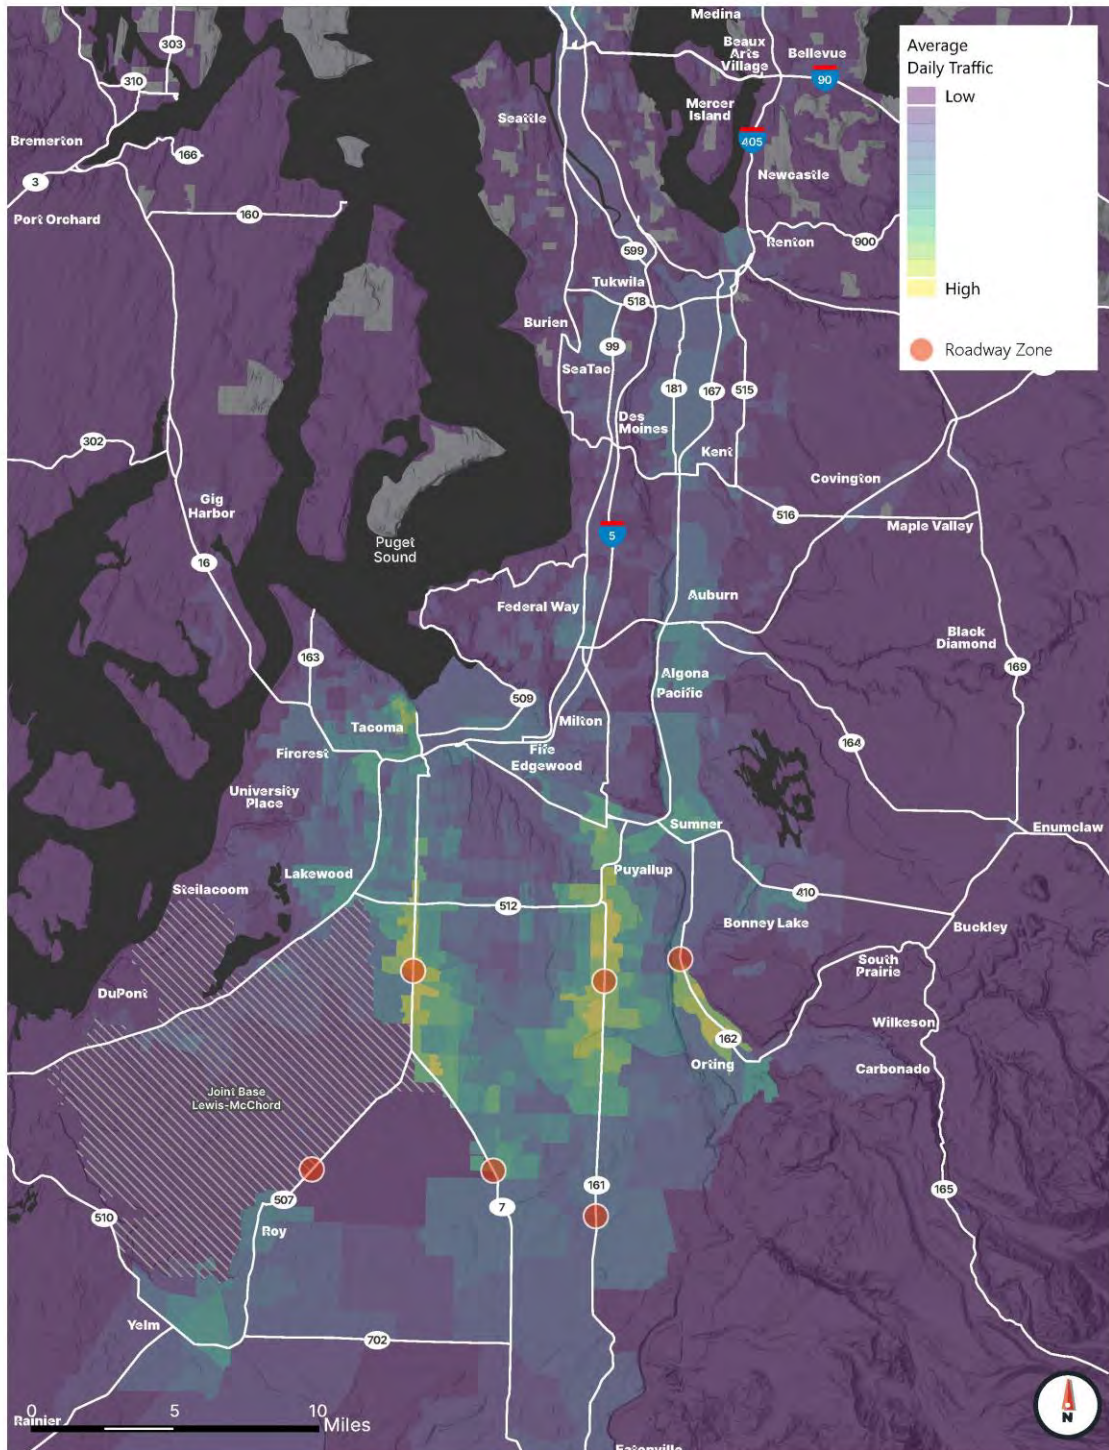 Medina
Beaux
Arts
Village
Bellevue
90
303
310
Bremerton
166
3
Port Orchard
160
Seattle
Mercer
Island
405
Newcastle
Renton
900
599
Tukwila
518
Burien
99
SeaTac
181
167
515
Des
Moines
Kent
302
Gig
Harbor
Covington
516
Maple Valley
Puget
Sound
5
16
Federal Way
Auburn
Black
Diamond
169
163
Algona
Pacific
509
Milton
Tacoma
Fircrest
Fife
Edgewood
164
University
Place
Sumner
Enumclaw
Lakewood
Puyallup
Steilacoom
512
410
Bonney Lake
Buckley
South
Prairie
DuPont
Wilkeson
162
Orting
Carbonado
Joint Base
Lewis-McChord
507
161
7
165
510
Roy
Yelm
702
Rainier
Eatonville
0
5
10
Miles
N
Average
Daily Traffic
Low
High
Roadway Zone